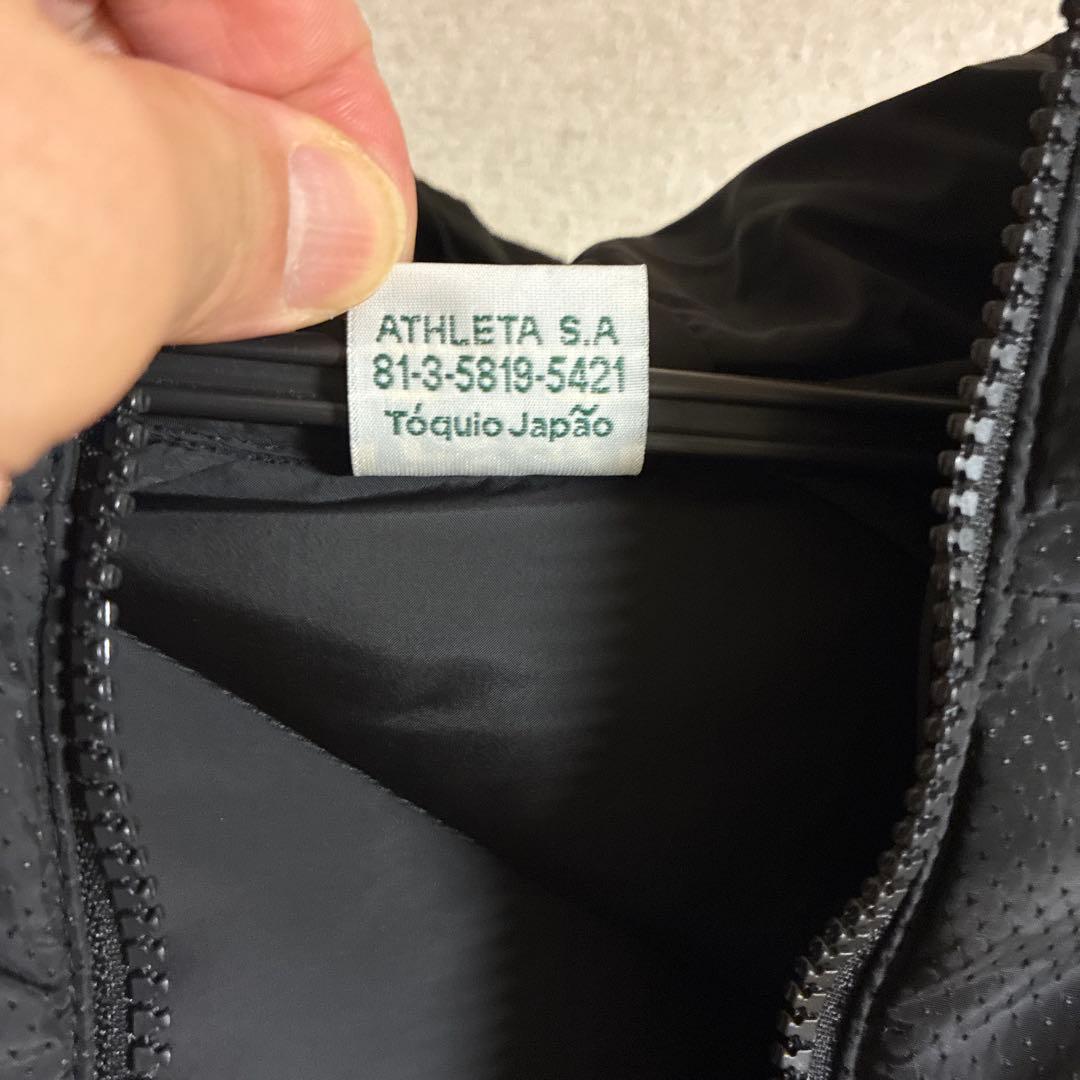 ATHLETA S.A
81-3-5819-5421
Tóquio Japão